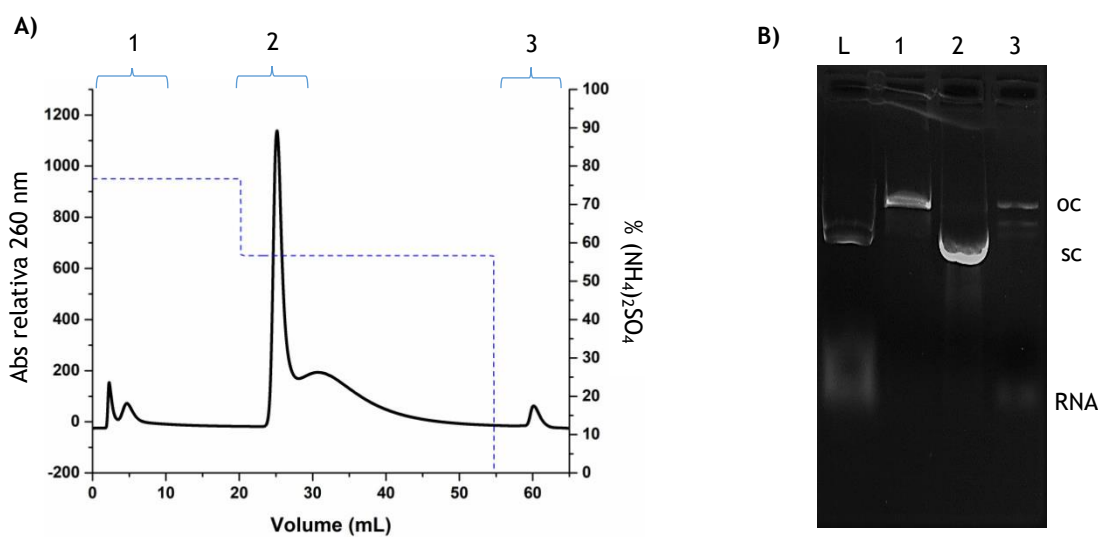 A)
1 2 3
Abs relativa 260 nm
1200
1000
800
600
400
200
0
-200
100
90
80
70
60
50
40
30
20
10
0
% (NH₄)₂SO₄
0 10 20 30 40 50 60
Volume (mL)
B)
L 1 2 3
oc
sc
RNA